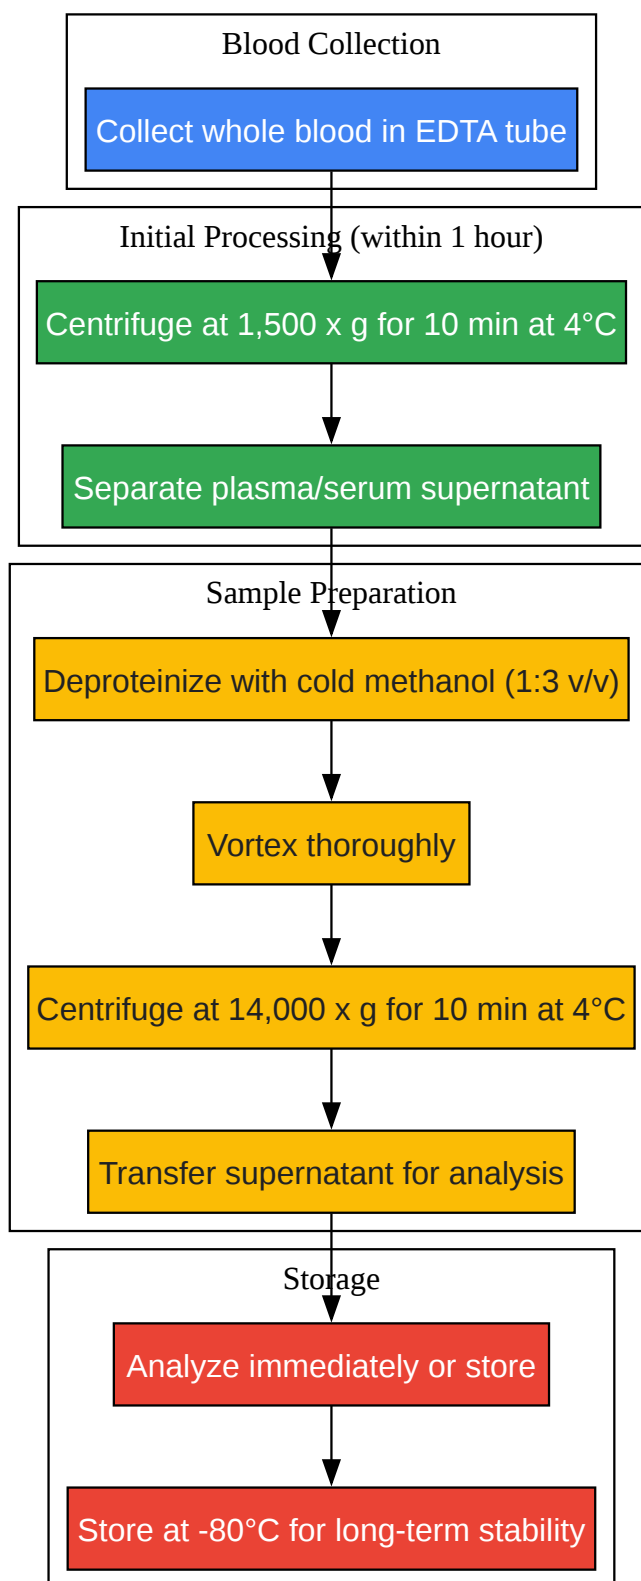 Blood Collection
Collect whole blood in EDTA tube
Initial Processing (within 1 hour)
Centrifuge at 1,500 x g for 10 min at 4°C
Separate plasma/serum supernatant
Sample Preparation
Deproteinize with cold methanol (1:3 v/v)
Vortex thoroughly
Centrifuge at 14,000 x g for 10 min at 4°C
Transfer supernatant for analysis
Storage
Analyze immediately or store
Store at -80°C for long-term stability